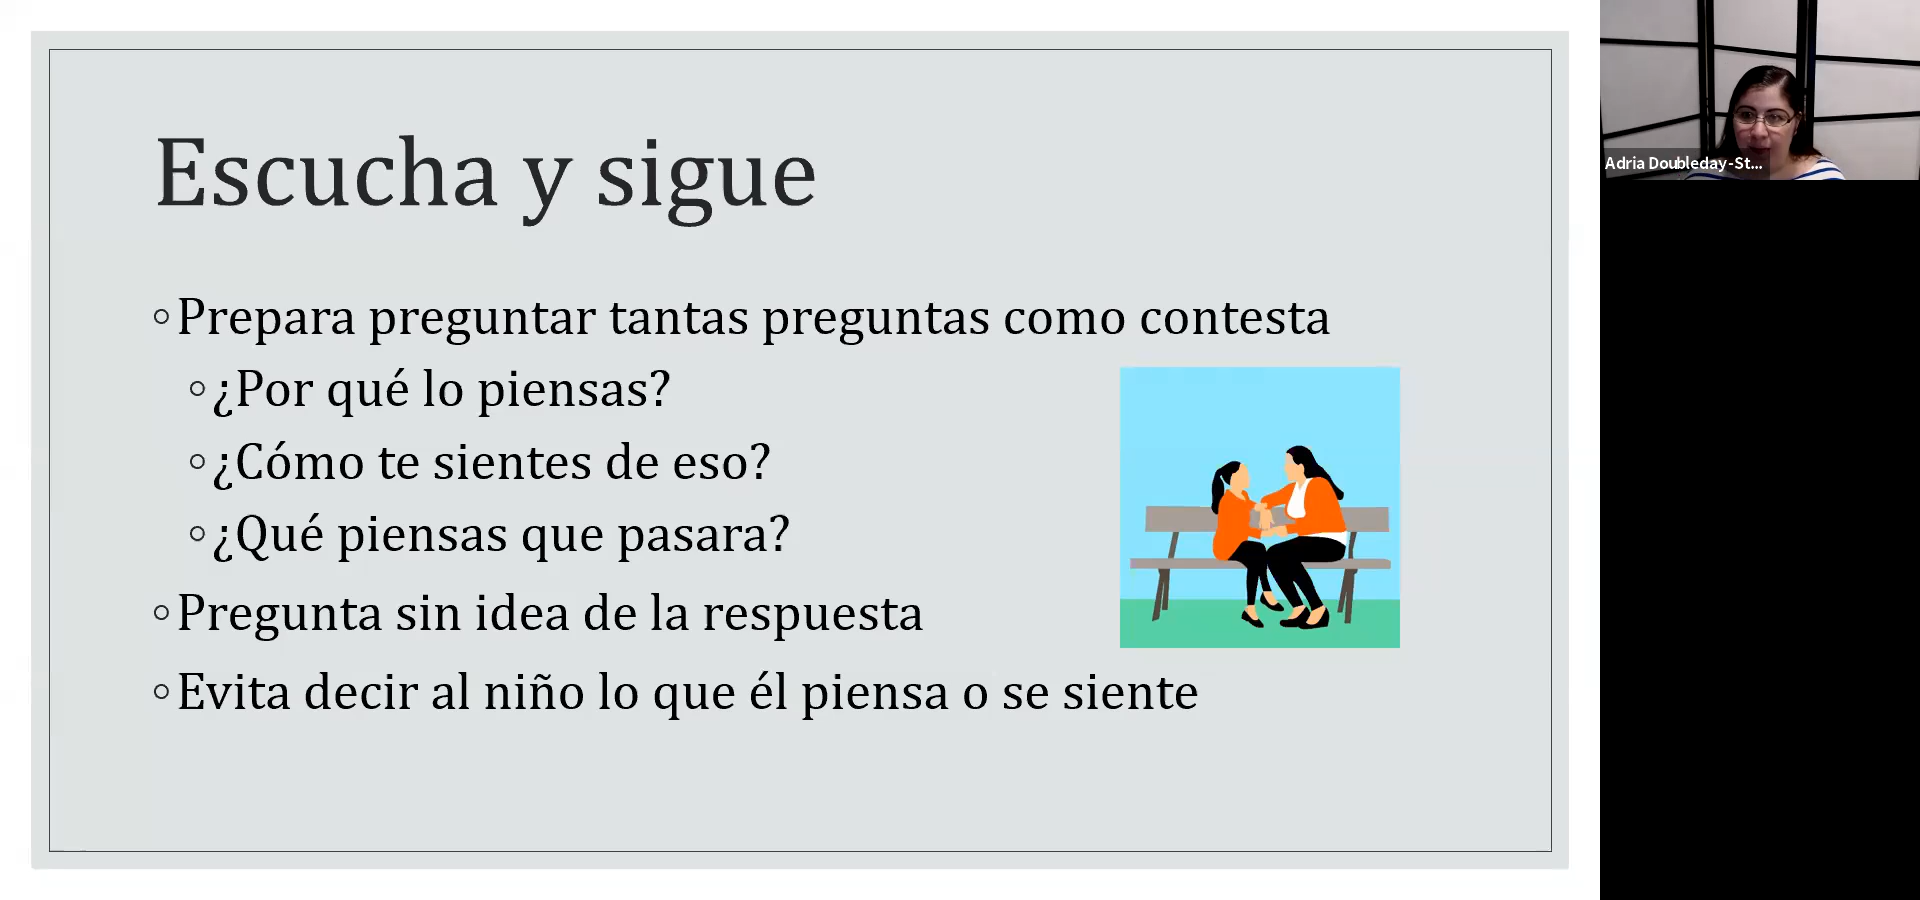 Escucha y sigue
Prepara preguntar tantas preguntas como contesta
¿Por qué lo piensas?
¿Cómo te sientes de eso?
¿Qué piensas que pasara?
Pregunta sin idea de la respuesta
Evita decir al niño lo que él piensa o se siente
Adria Doubleday-St...